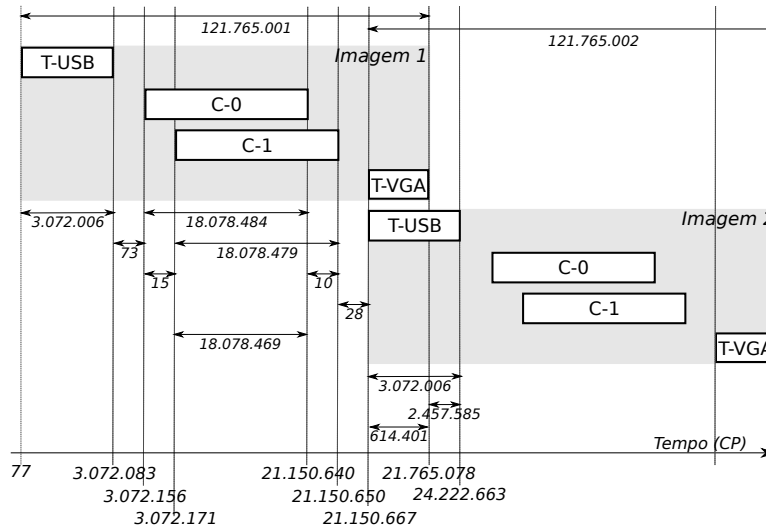 121.765.001
121.765.002
Imagem 1
T-USB
C-0
C-1
T-VGA
3.072.006
18.078.484
T-USB
Imagem 2
73
18.078.479
C-0
15
10
C-1
28
18.078.469
T-VGA
3.072.006
2.457.585
614.401
Tempo (CP)
77
3.072.083
21.150.640
21.765.078
3.072.156
21.150.650
24.222.663
3.072.171
21.150.667